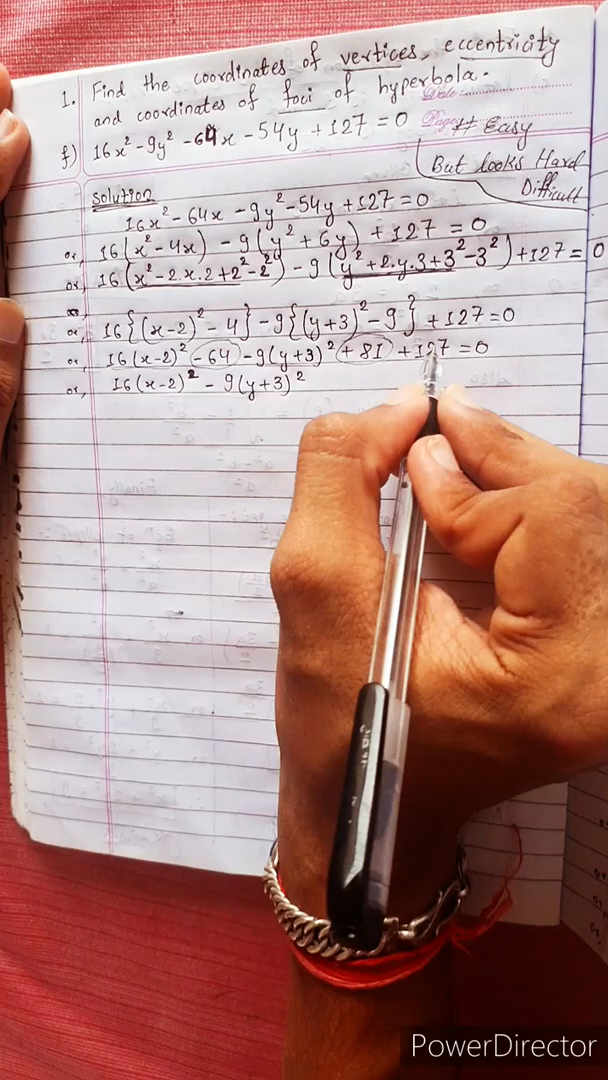 1. Find the coordinates of vertices, eccentricity
and coordinates of foci of hyperbola.
Date:
Page:
f) 16x² - 9y² - 64x - 54y + 127 = 0
# Easy
But looks Hard
Difficult
Solution
16x² - 64x - 9y² - 54y + 127 = 0
or, 16(x² - 4x) - 9(y² + 6y) + 127 = 0
or, 16(x² - 2.x.2 + 2² - 2²) - 9(y² + 2.y.3 + 3² - 3²) + 127 = 0
or, 16{(x-2)² - 4} - 9{(y+3)² - 9} + 127 = 0
or, 16(x-2)² - 64 - 9(y+3)² + 81 + 127 = 0
or, 16(x-2)² - 9(y+3)²
PowerDirector